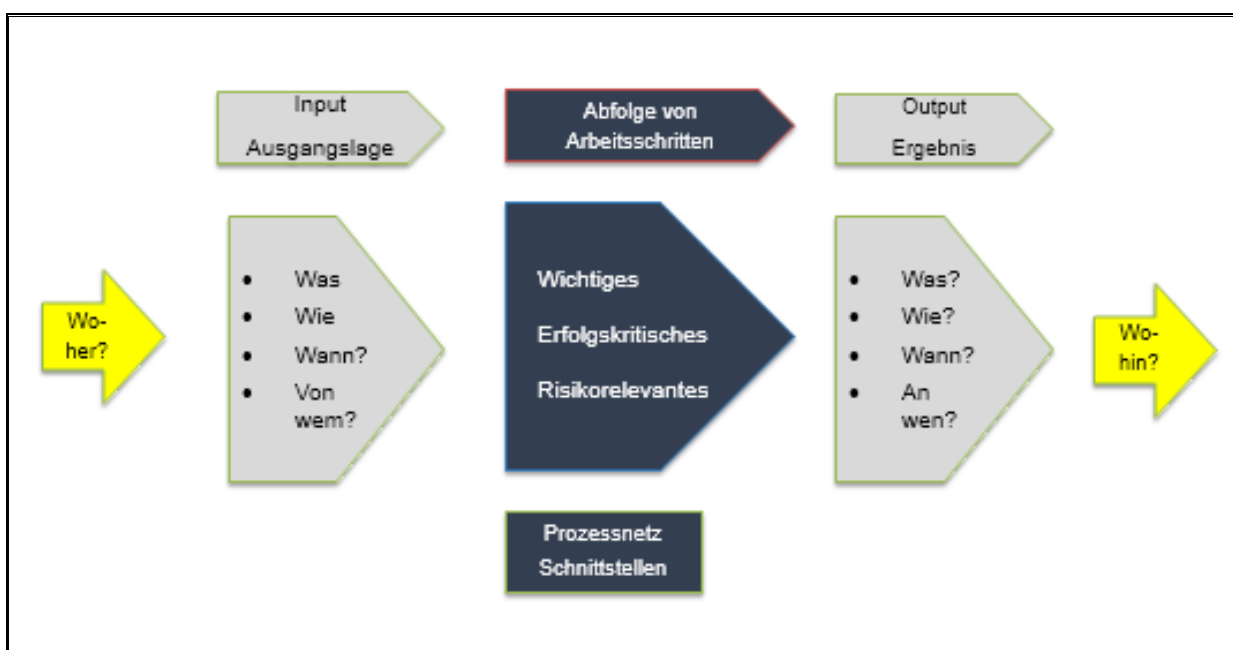 Input
Ausgangslage
Abfolge von
Arbeitsschritten
Output
Ergebnis
Wo-
her?
• Was
• Wie
• Wann?
• Von
wem?
Wichtiges
Erfolgskritisches
Risikorelevantes
• Was?
• Wie?
• Wann?
• An
wen?
Wo-
hin?
Prozessnetz
Schnittstellen